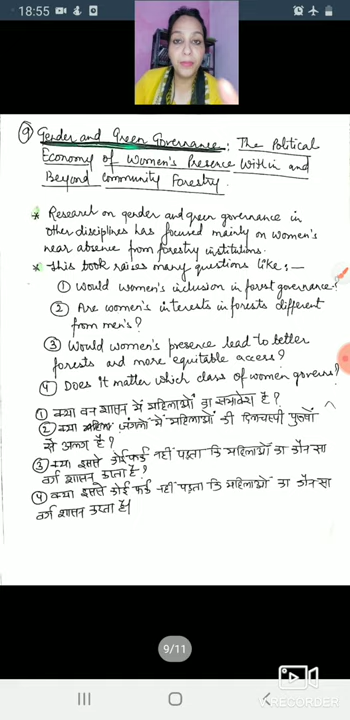 18:55
⑨ Gender and Green Governance: The Political
Economy of Women's Presence Within and
Beyond Community Forestry.
* Research on gender and green governance in
other disciplines has focused mainly on women's
near absence from forestry institutions.
* This book raises many questions like:—
① Would women's inclusion in forest governance?
② Are women's interests in forests different
from men's?
③ Would women's presence lead to better
forests and more equitable access?
④ Does it matter which class of women governs?
① क्या वन शासन में महिलाओं का समावेश है?
② क्या जंगलों में महिलाओं की दिलचस्पी पुरुषों
से अलग है?
③ क्या इससे कोई फर्क नहीं पड़ता कि महिलाओं का कौन सा
वर्ग शासन करता है?
④ क्या इससे कोई फर्क नहीं पड़ता कि महिलाओं का कौन सा
वर्ग शासन करता है।
9/11
V RECORDER